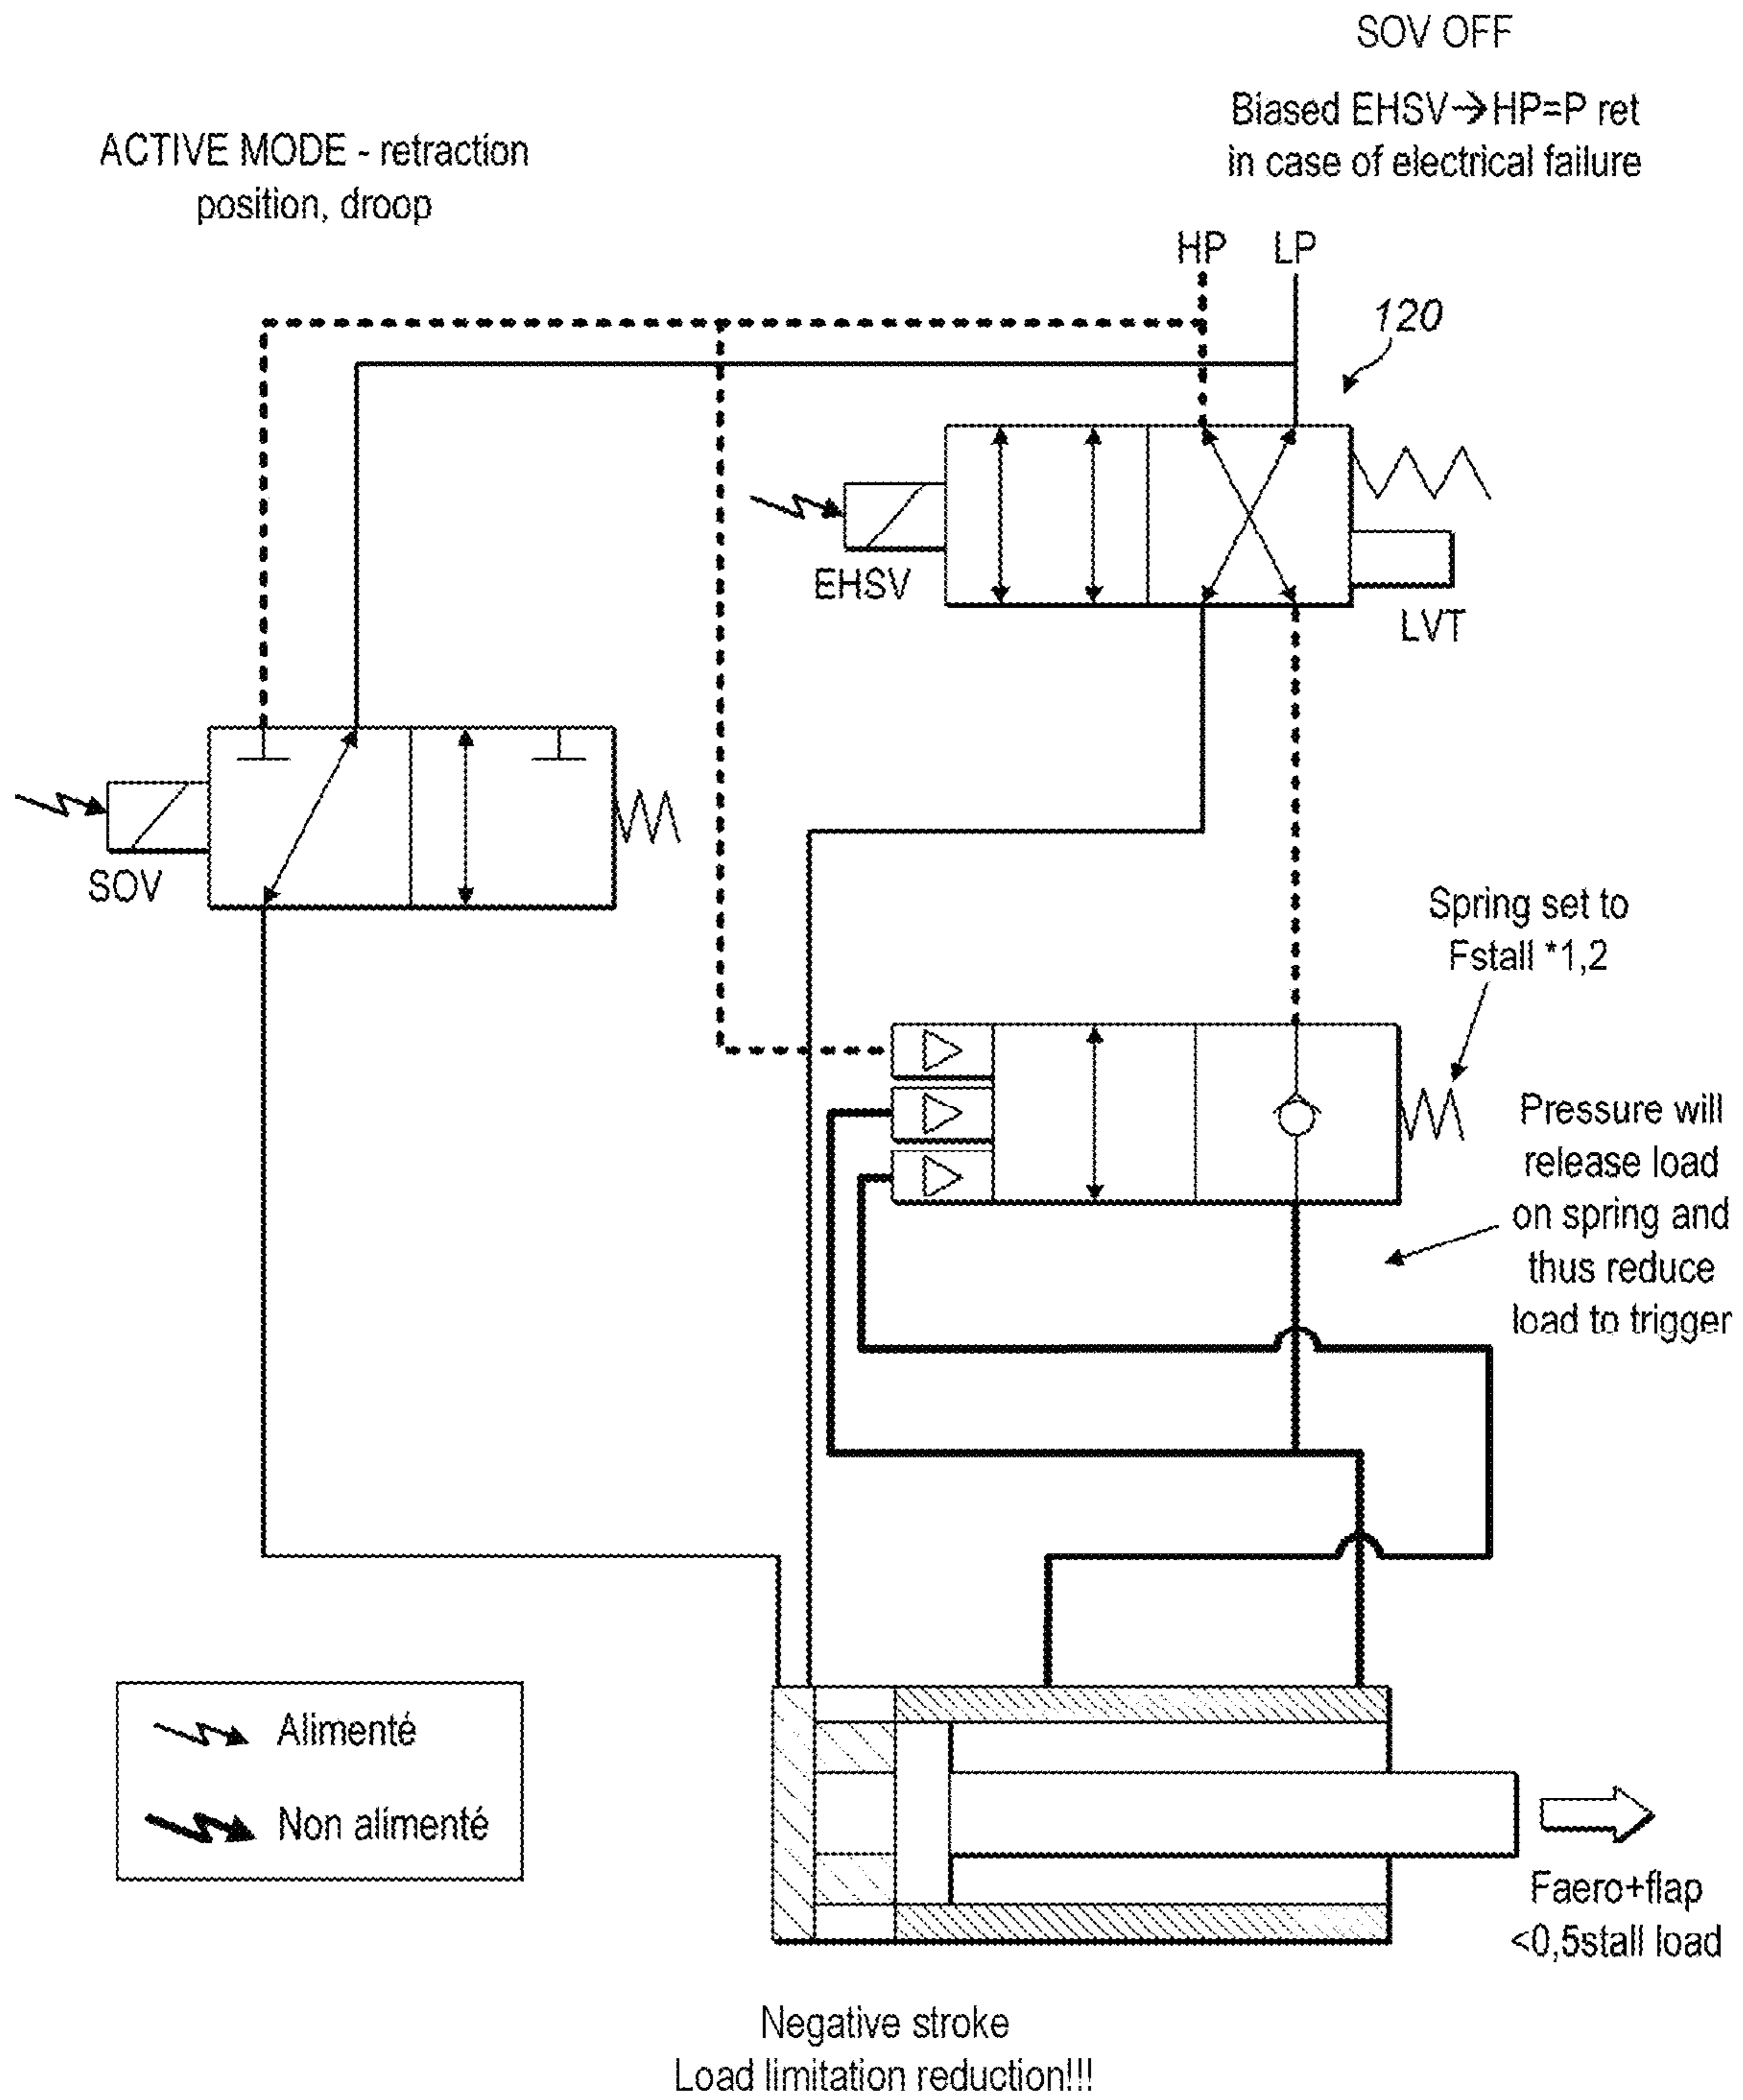 SOV OFF
Biased EHSV→HP=P ret
in case of electrical failure
ACTIVE MODE - retraction
position, droop
HP
LP
120
EHSV
LVT
SOV
Spring set to
Fstall *1,2
Pressure will
release load
on spring and
thus reduce
load to trigger
Alimenté
Non alimenté
Faero+flap
<0,5stall load
Negative stroke
Load limitation reduction!!!